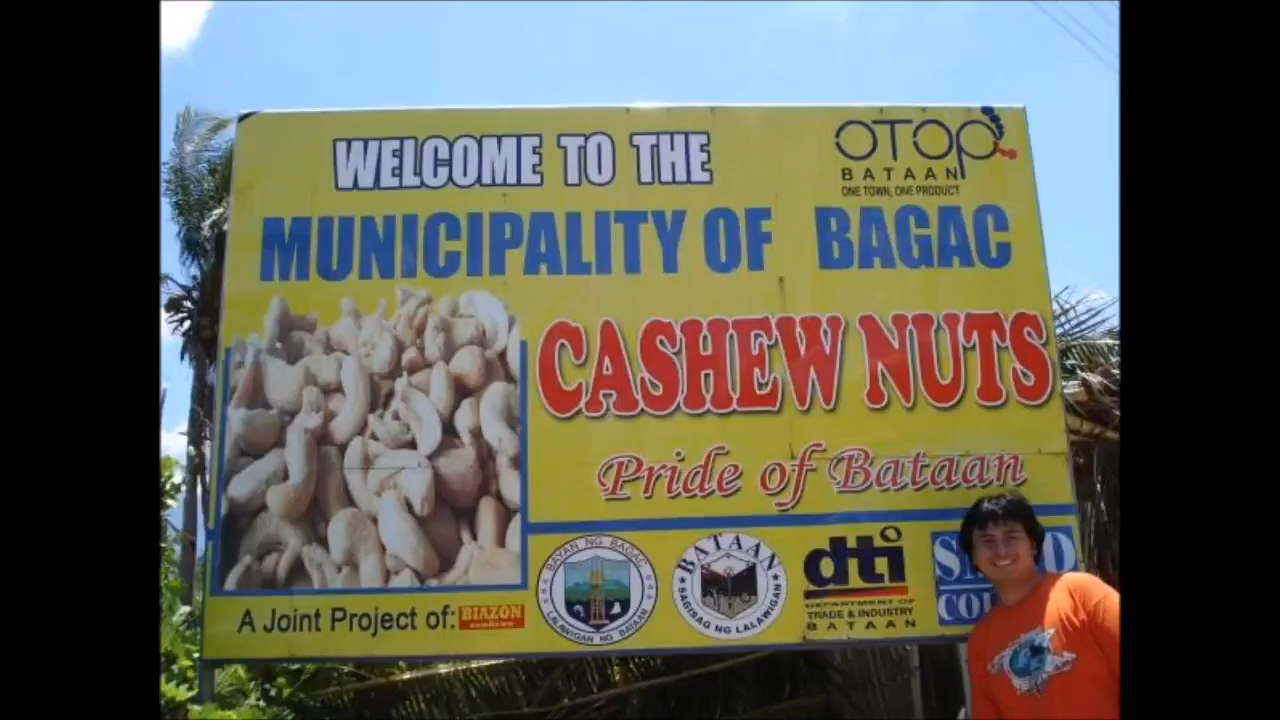 WELCOME TO THE
OTOP
BATAAN
ONE TOWN, ONE PRODUCT
MUNICIPALITY OF BAGAC
CASHEW NUTS
Pride of Bataan
A Joint Project of:
BIAZON
BAYAN NG BAGAC
LALAWIGAN NG BATAAN
BATAAN
SAGISAG NG LALAWIGAN
dti
DEPARTMENT OF
TRADE & INDUSTRY
BATAAN